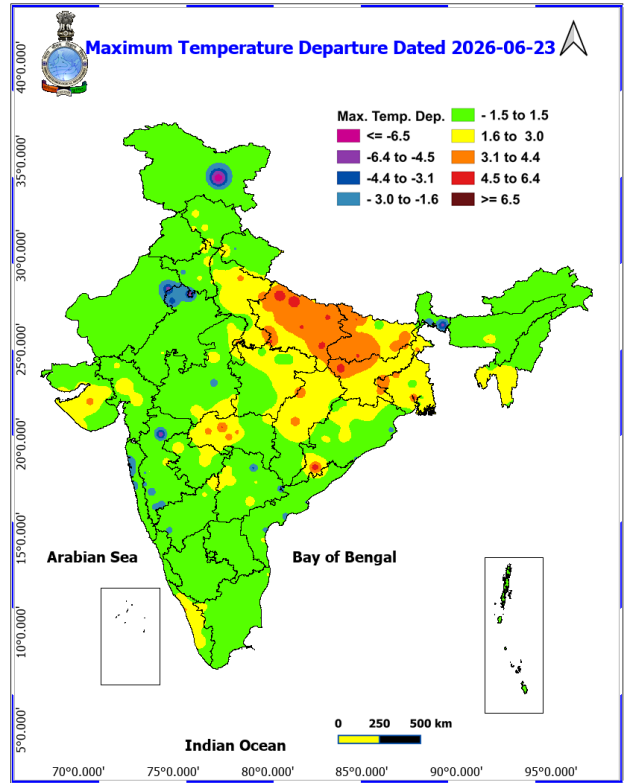 Maximum Temperature Departure Dated 2026-06-23
Max. Temp. Dep.
<= -6.5
-6.4 to -4.5
-4.4 to -3.1
- 3.0 to -1.6
- 1.5 to 1.5
1.6 to 3.0
3.1 to 4.4
4.5 to 6.4
>= 6.5
40°0.000'
35°0.000'
30°0.000'
25°0.000'
20°0.000'
15°0.000'
10°0.000'
5°0.000'
Arabian Sea
Bay of Bengal
Indian Ocean
0 250 500 km
70°0.000' 75°0.000' 80°0.000' 85°0.000' 90°0.000' 95°0.000'